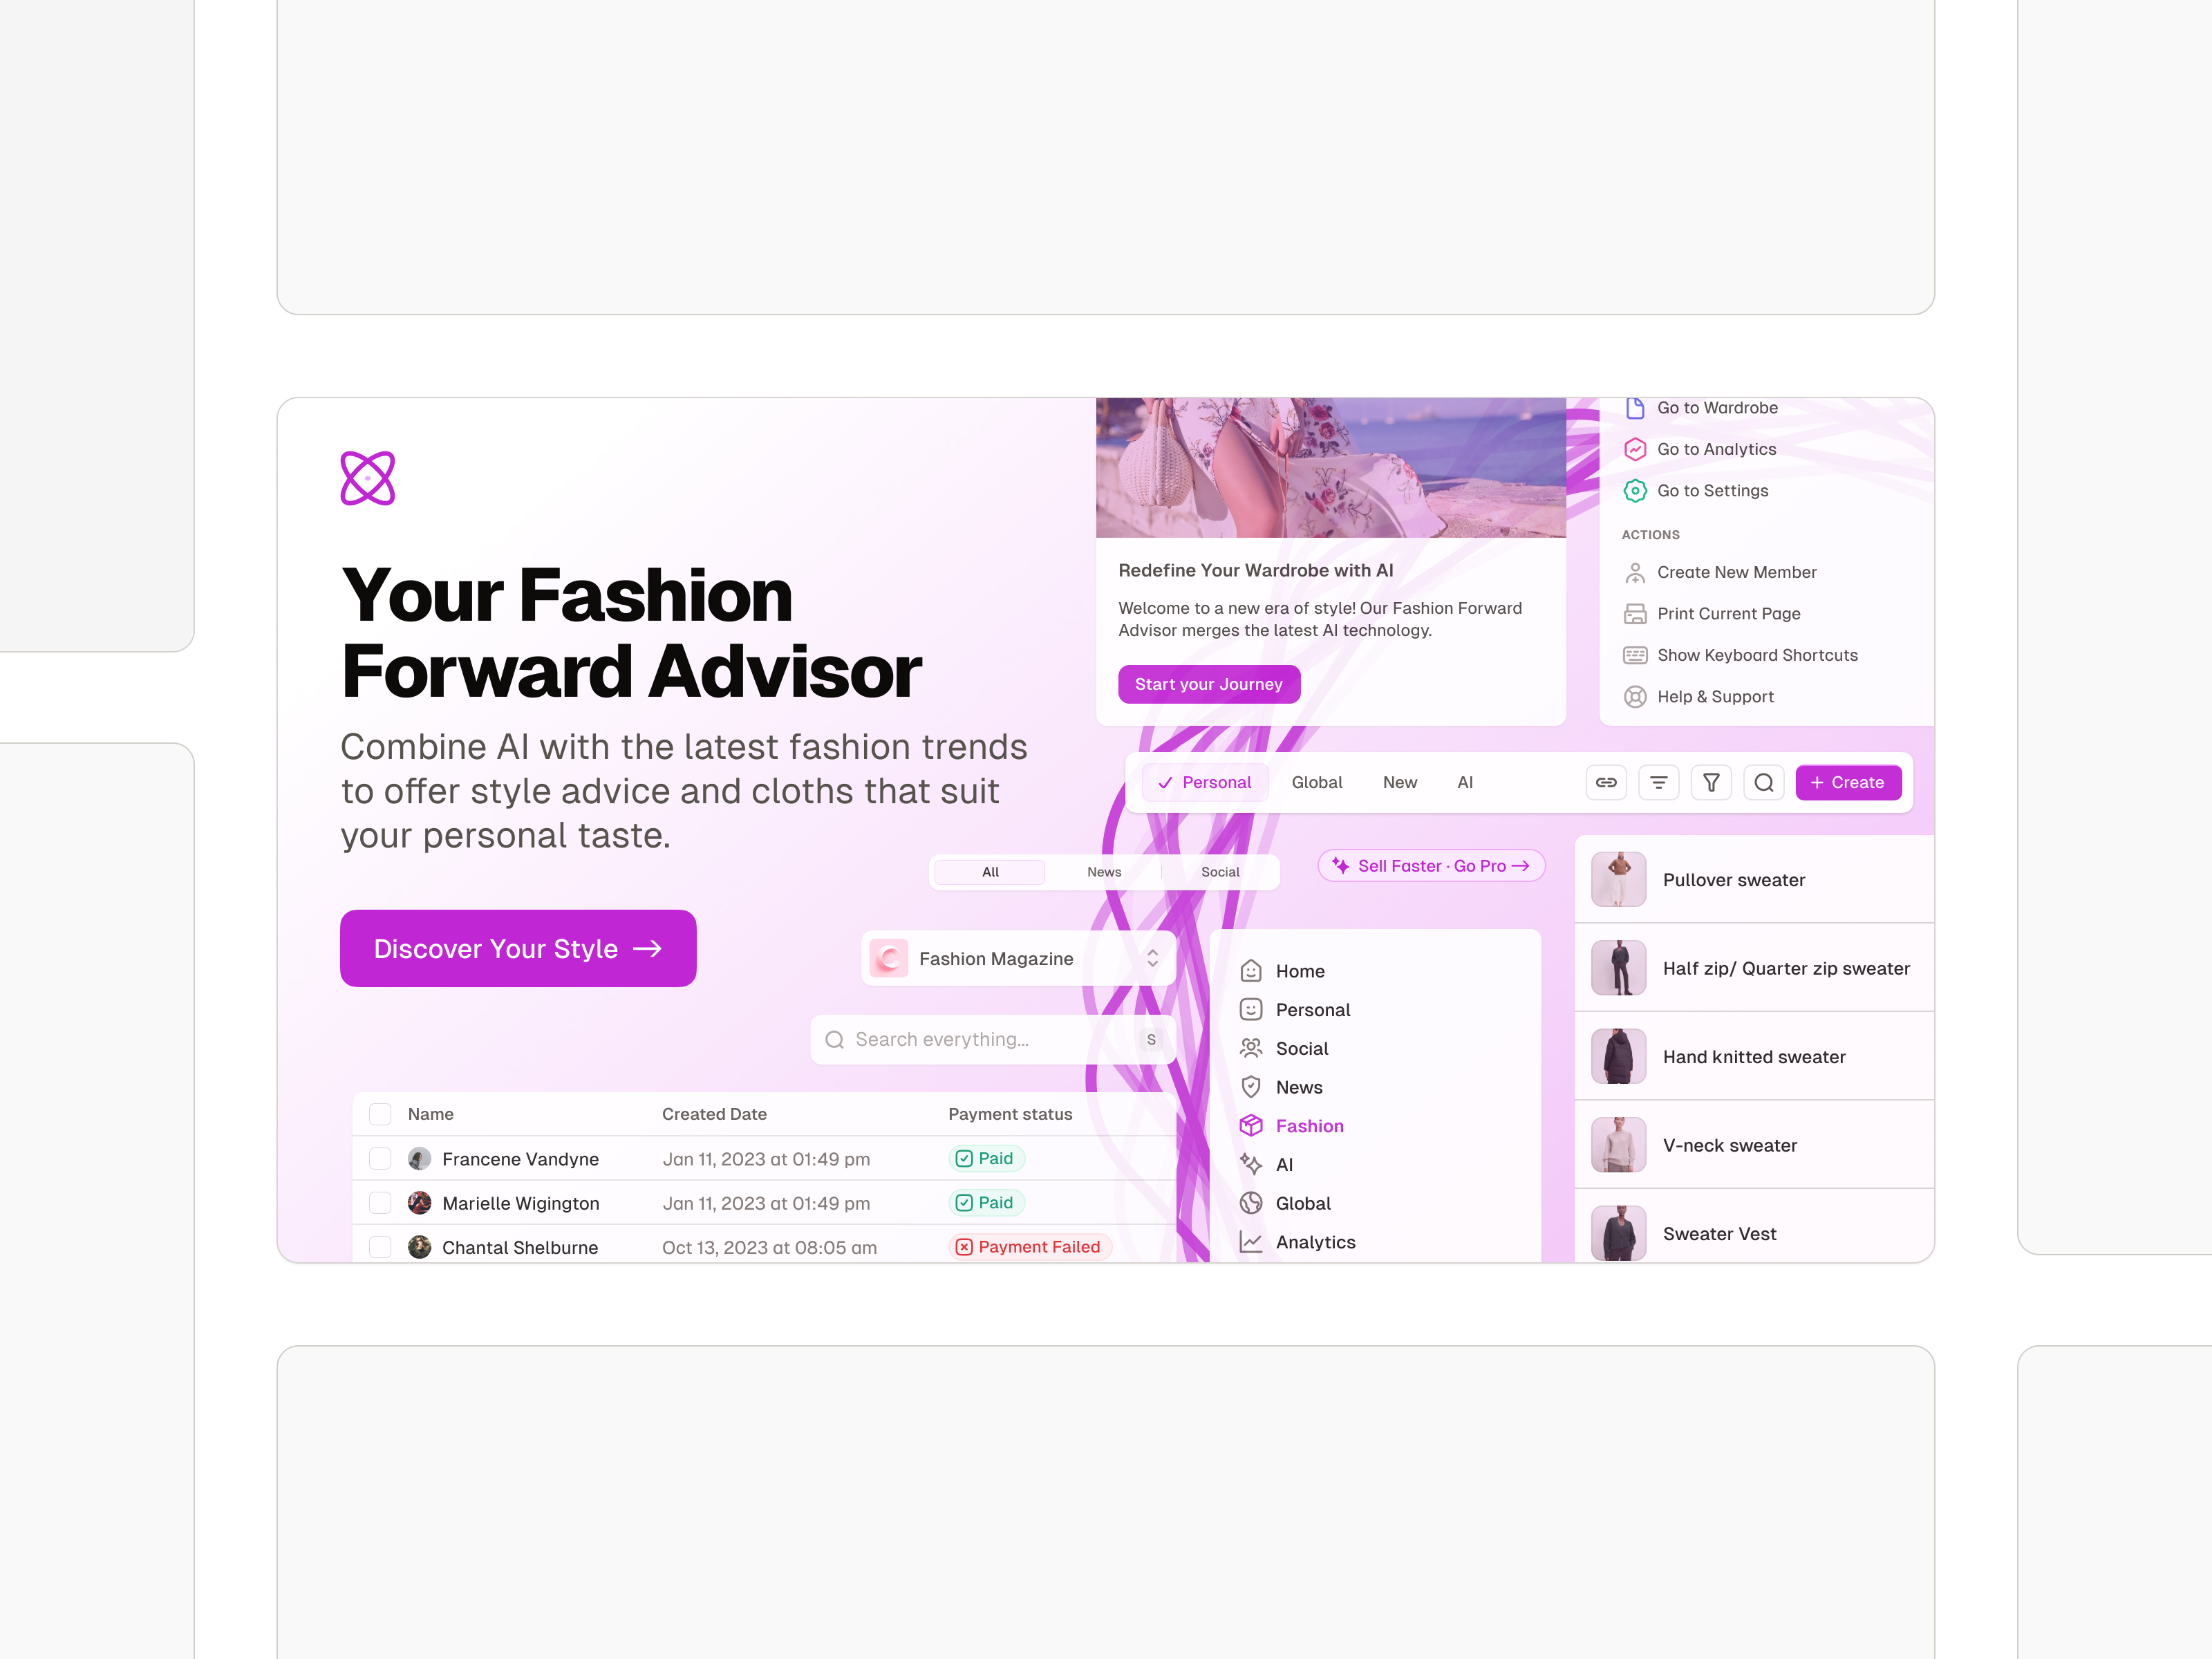 Your Fashion
Forward Advisor
Combine AI with the latest fashion trends
to offer style advice and cloths that suit
your personal taste.
Discover Your Style
Redefine Your Wardrobe with AI
Welcome to a new era of style! Our Fashion Forward
Advisor merges the latest AI technology.
Start your Journey
Go to Wardrobe
Go to Analytics
Go to Settings
ACTIONS
Create New Member
Print Current Page
Show Keyboard Shortcuts
Help & Support
Personal Global New AI + Create
All News Social
Sell Faster · Go Pro
Fashion Magazine
Search everything... S
Name Created Date Payment status
Francene Vandyne Jan 11, 2023 at 01:49 pm Paid
Marielle Wigington Jan 11, 2023 at 01:49 pm Paid
Chantal Shelburne Oct 13, 2023 at 08:05 am Payment Failed
Home
Personal
Social
News
Fashion
AI
Global
Analytics
Pullover sweater
Half zip/ Quarter zip sweater
Hand knitted sweater
V-neck sweater
Sweater Vest